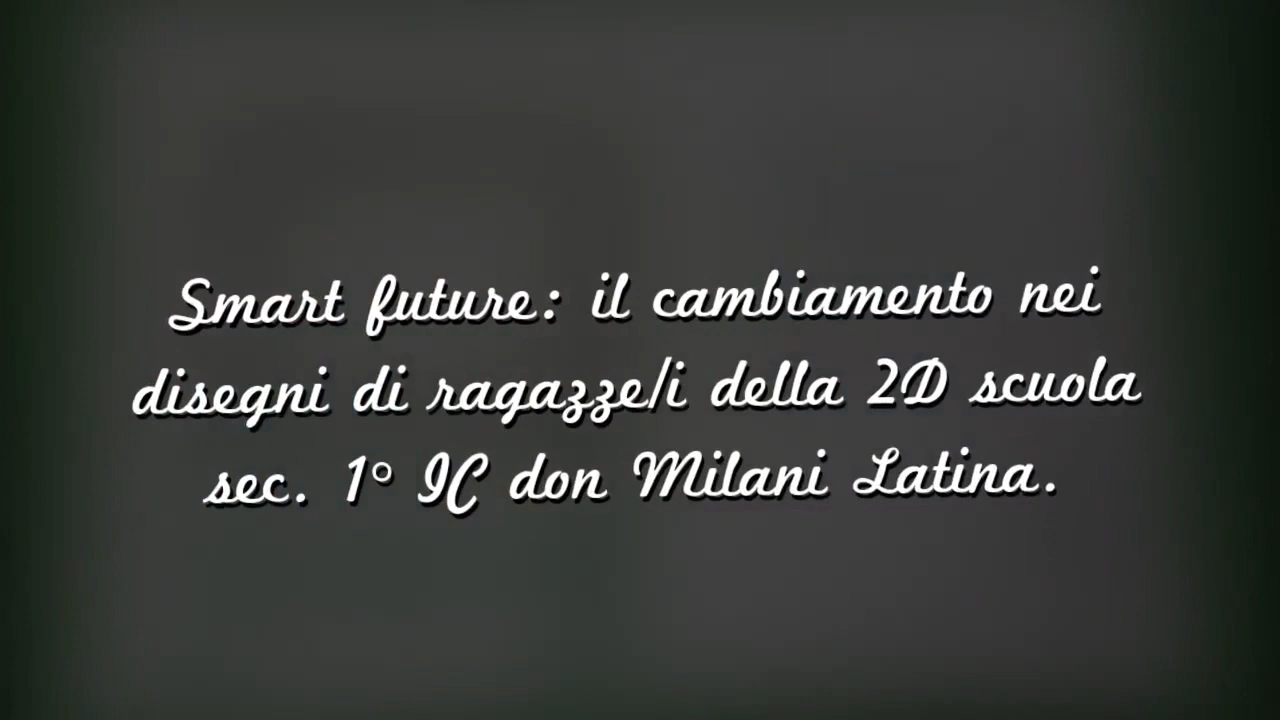 Smart future: il cambiamento nei
disegni di ragazze/i della 2D scuola
sec. 1° IC don Milani Latina.